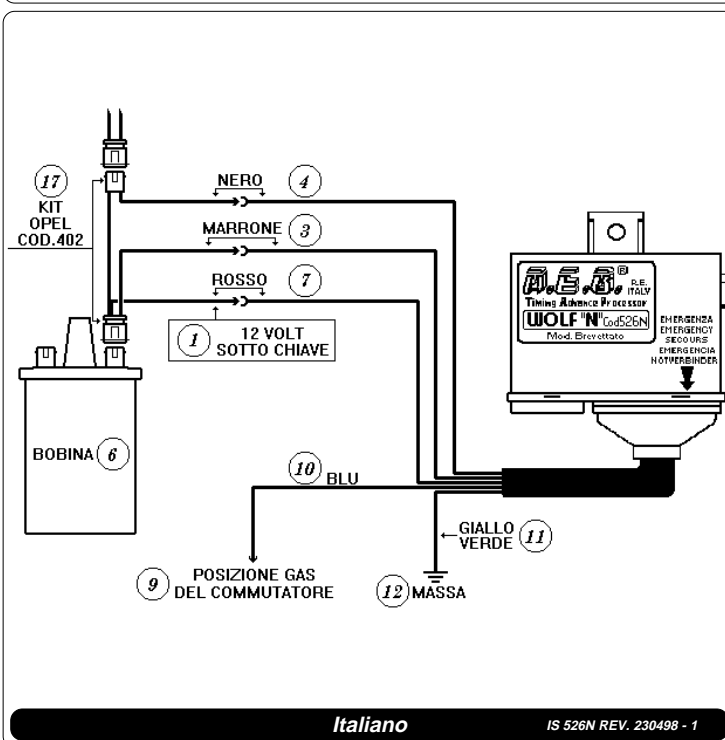 17
KIT
OPEL
COD.402
NERO 4
MARRONE 3
ROSSO 7
1 12 VOLT
SOTTO CHIAVE
BOBINA 6
10 BLU
9 POSIZIONE GAS
DEL COMMUTATORE
GIALLO
VERDE 11
12 MASSA
A.E.B.® R.E.
ITALY
Timing Advance Processor
WOLF "N" Cod526N
Mod. Brevettato
EMERGENZA
EMERGENCY
SECOURS
EMERGENCIA
NOTVERBINDER
Italiano
IS 526N REV. 230498 - 1